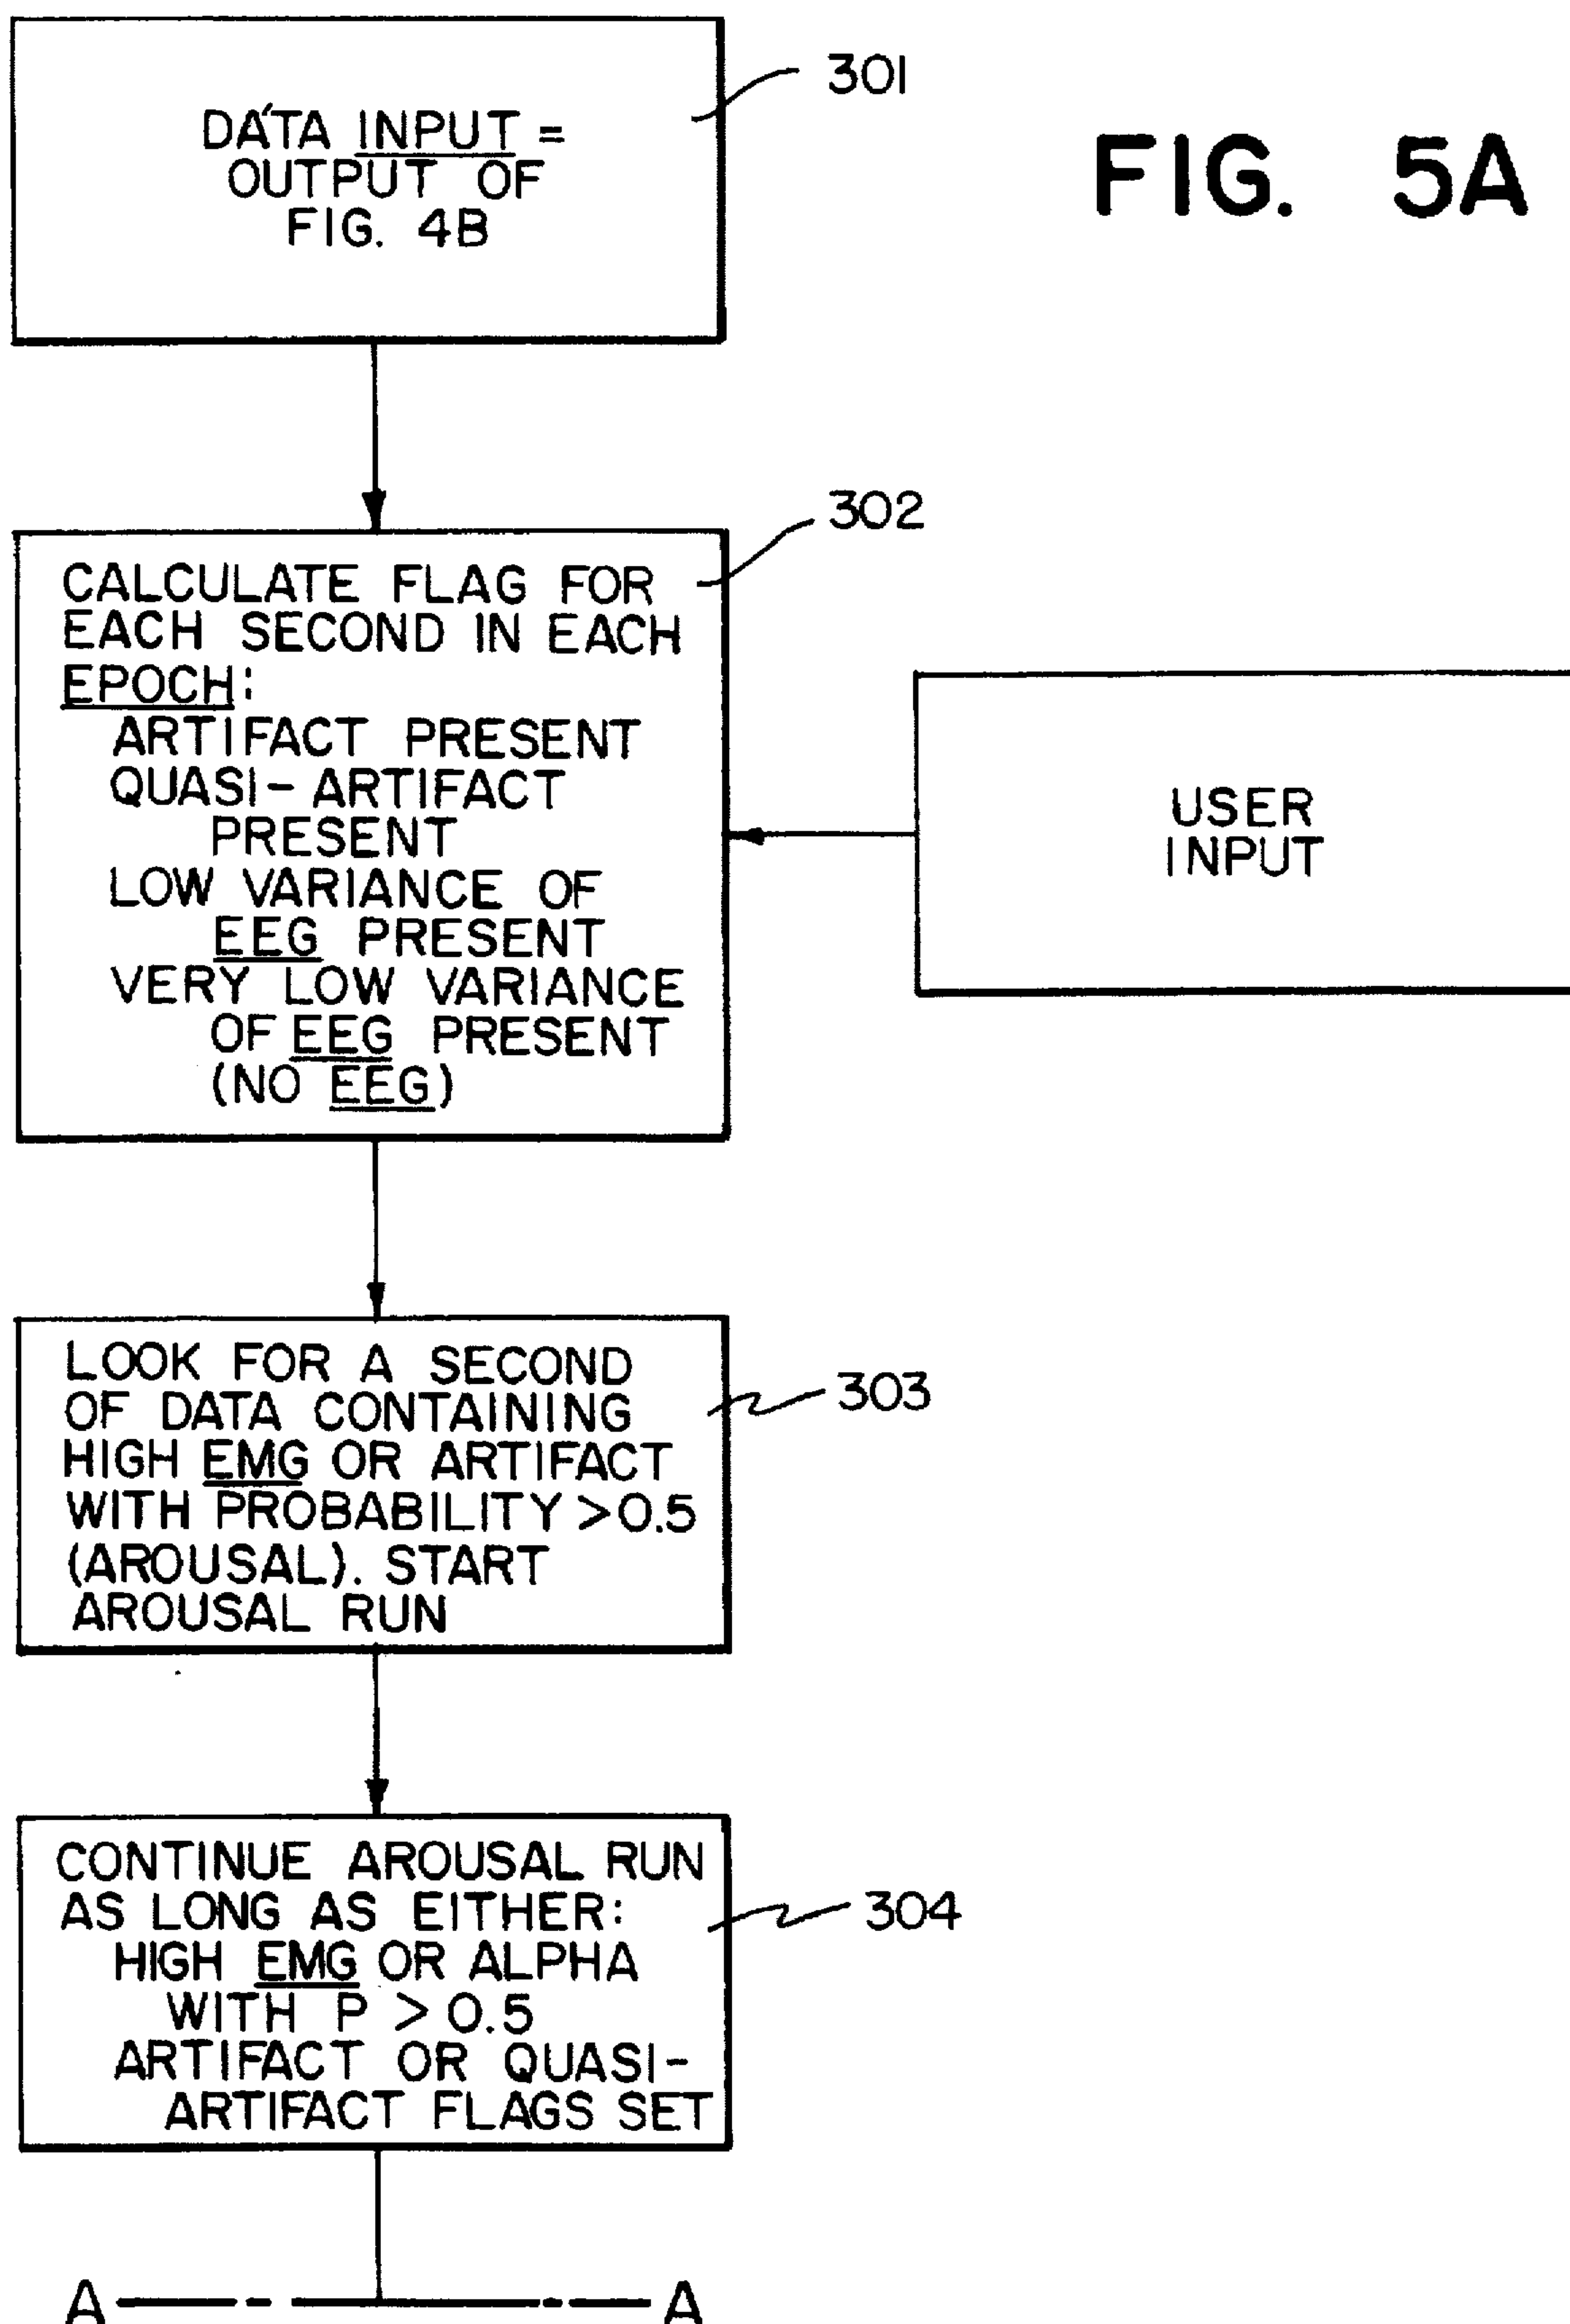 301
FIG. 5A
DATA INPUT =
OUTPUT OF
FIG. 4B
302
CALCULATE FLAG FOR
EACH SECOND IN EACH
EPOCH:
ARTIFACT PRESENT
QUASI-ARTIFACT
PRESENT
LOW VARIANCE OF
EEG PRESENT
VERY LOW VARIANCE
OF EEG PRESENT
(NO EEG)
USER
INPUT
303
LOOK FOR A SECOND
OF DATA CONTAINING
HIGH EMG OR ARTIFACT
WITH PROBABILITY >0.5
(AROUSAL). START
AROUSAL RUN
304
CONTINUE AROUSAL RUN
AS LONG AS EITHER:
HIGH EMG OR ALPHA
WITH P > 0.5
ARTIFACT OR QUASI-
ARTIFACT FLAGS SET
A A